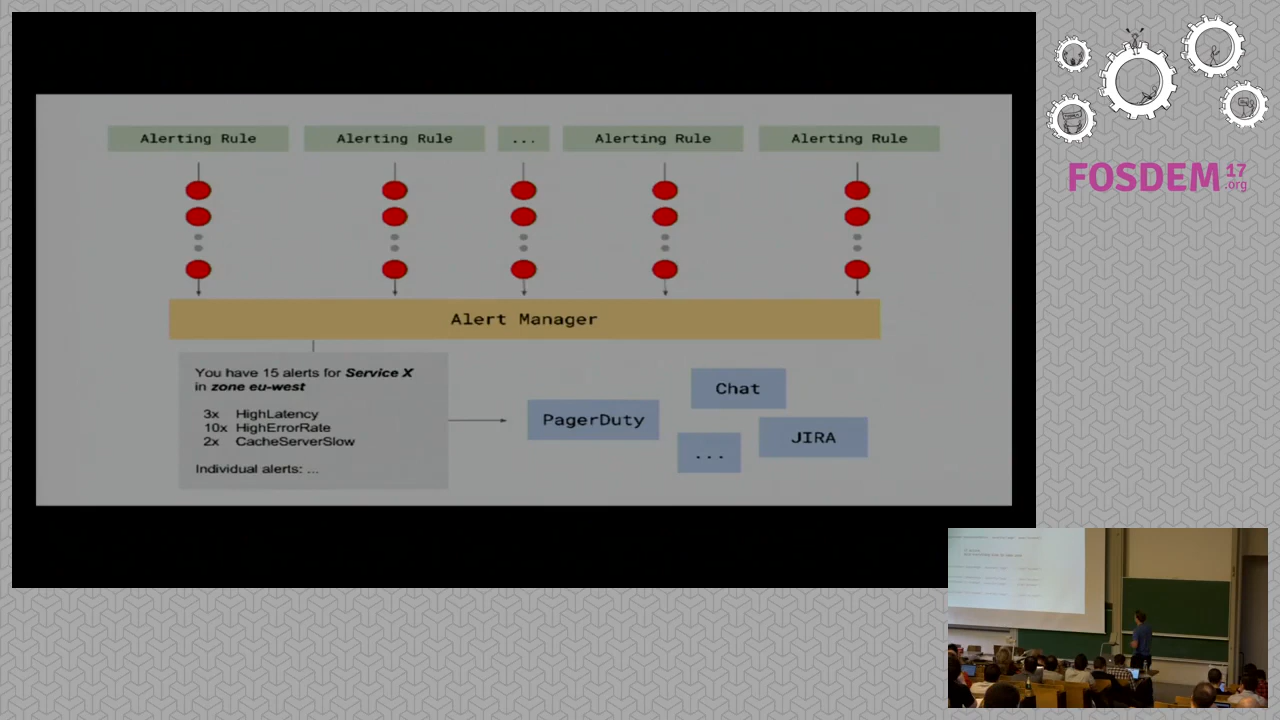 Alerting Rule
Alerting Rule
...
Alerting Rule
Alerting Rule
Alert Manager
You have 15 alerts for Service X
in zone eu-west
3x HighLatency
10x HighErrorRate
2x CacheServerSlow
Individual alerts: ...
PagerDuty
Chat
JIRA
...
FOSDEM 17
.org